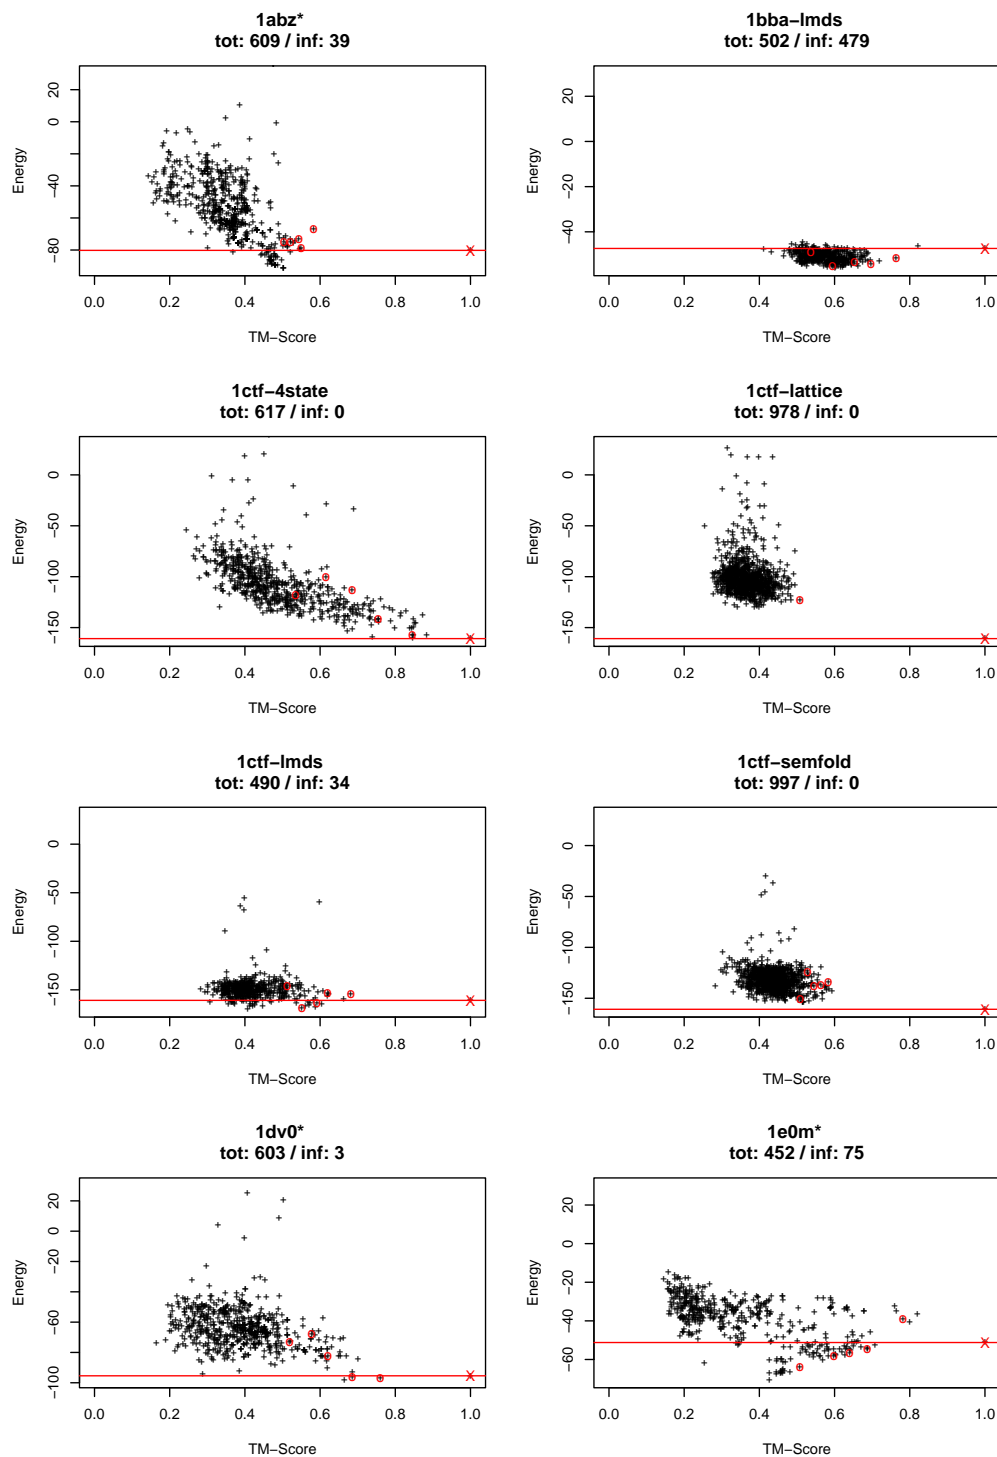 1abz*
tot: 609 / inf: 39
Energy
20
0
−40
−80
0.0 0.2 0.4 0.6 0.8 1.0
TM−Score
1bba−lmds
tot: 502 / inf: 479
Energy
20
0
−40
0.0 0.2 0.4 0.6 0.8 1.0
TM−Score
1ctf−4state
tot: 617 / inf: 0
Energy
0
−50
−100
−150
0.0 0.2 0.4 0.6 0.8 1.0
TM−Score
1ctf−lattice
tot: 978 / inf: 0
Energy
0
−50
−100
−150
0.0 0.2 0.4 0.6 0.8 1.0
TM−Score
1ctf−lmds
tot: 490 / inf: 34
Energy
0
−50
−100
−150
0.0 0.2 0.4 0.6 0.8 1.0
TM−Score
1ctf−semfold
tot: 997 / inf: 0
Energy
0
−50
−100
−150
0.0 0.2 0.4 0.6 0.8 1.0
TM−Score
1dv0*
tot: 603 / inf: 3
Energy
20
0
−20
−60
−100
0.0 0.2 0.4 0.6 0.8 1.0
TM−Score
1e0m*
tot: 452 / inf: 75
Energy
20
0
−20
−60
0.0 0.2 0.4 0.6 0.8 1.0
TM−Score